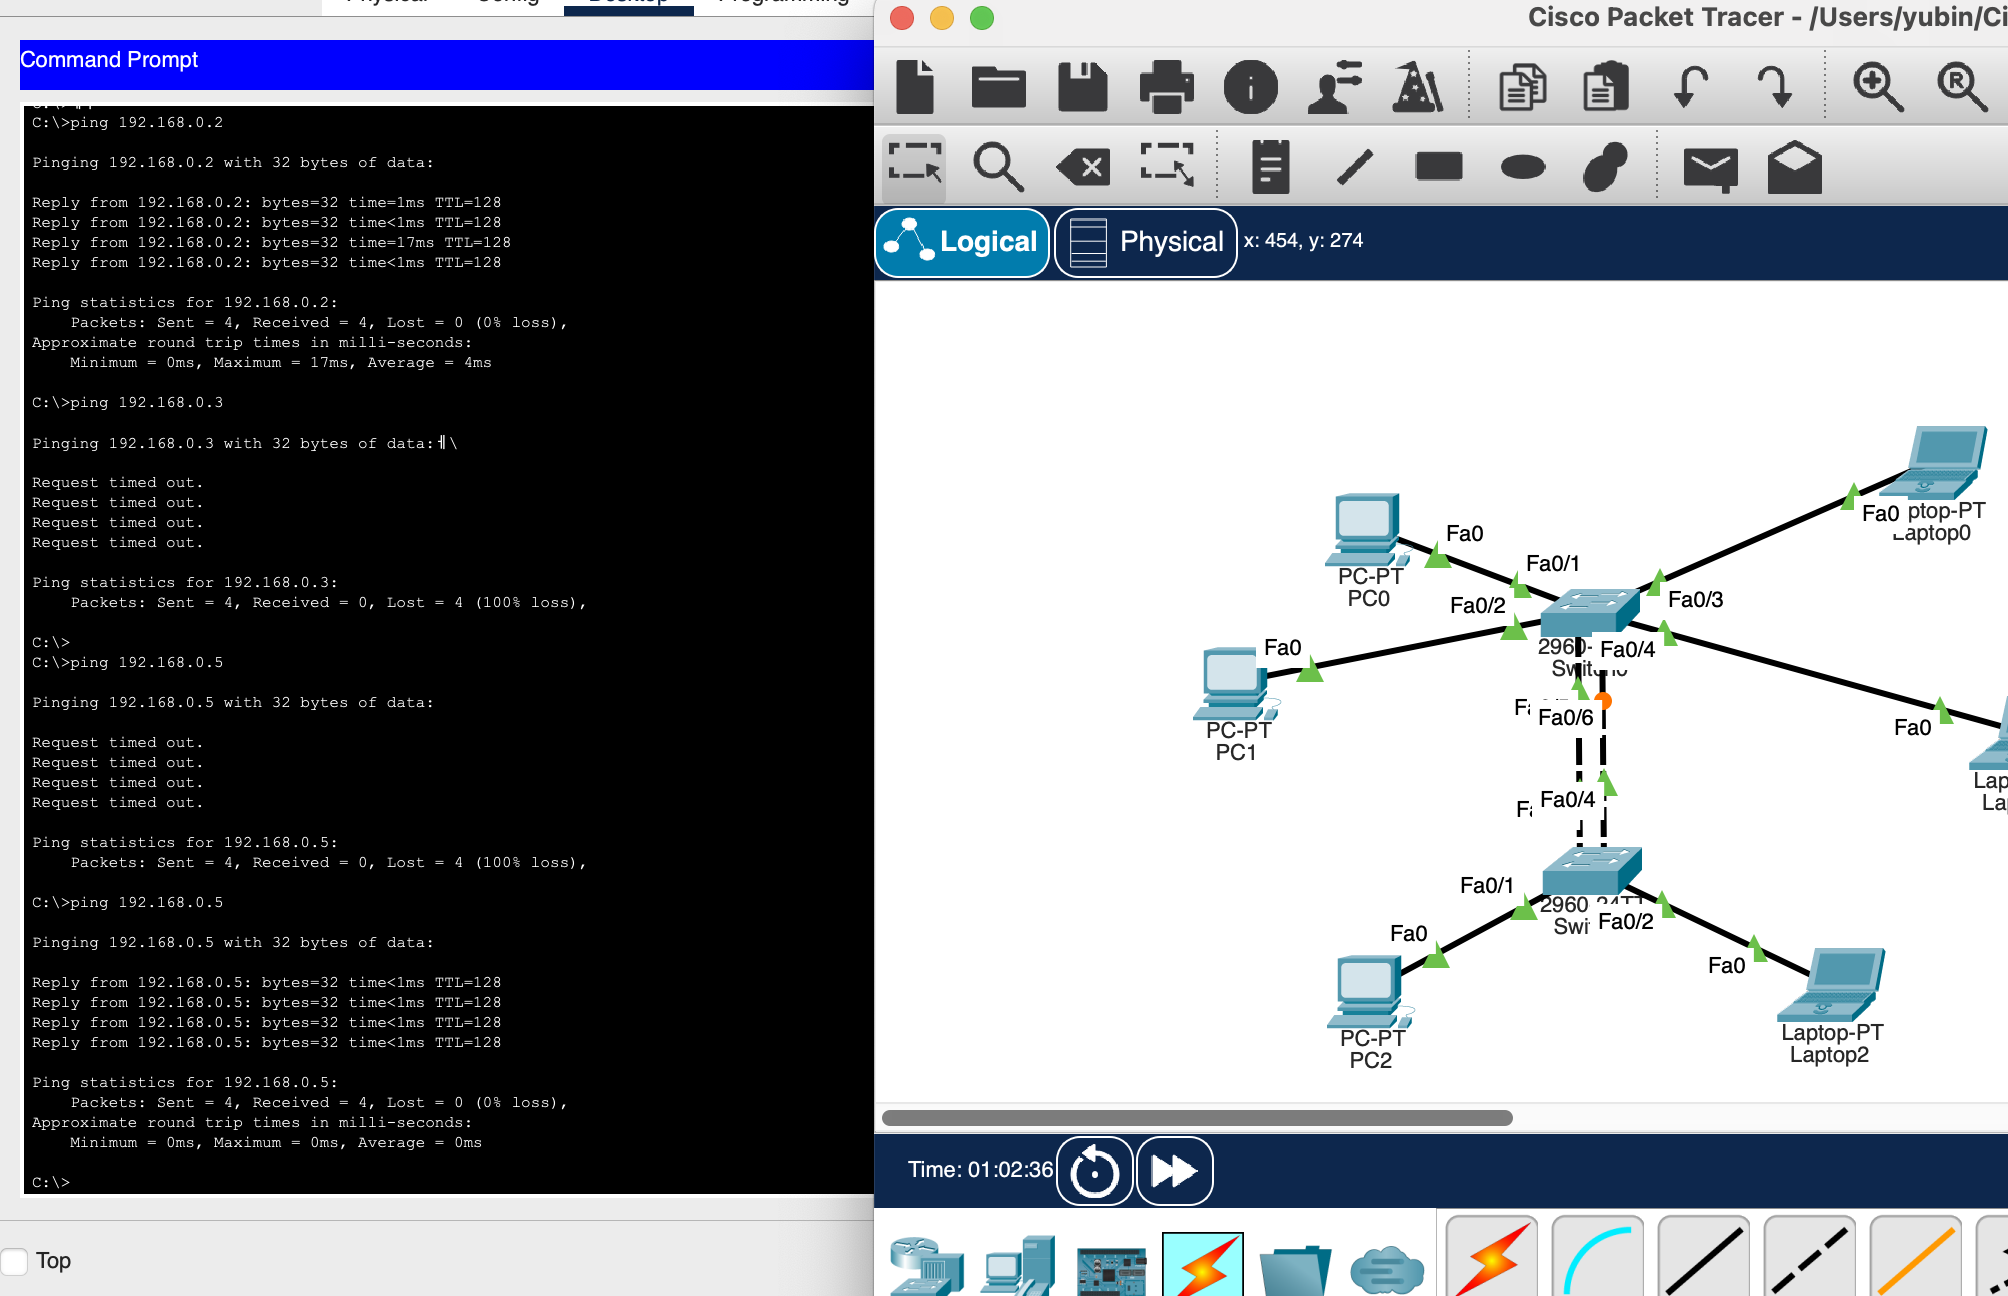 Command Prompt
C:\>ping 192.168.0.2
Pinging 192.168.0.2 with 32 bytes of data:
Reply from 192.168.0.2: bytes=32 time=1ms TTL=128
Reply from 192.168.0.2: bytes=32 time<1ms TTL=128
Reply from 192.168.0.2: bytes=32 time=17ms TTL=128
Reply from 192.168.0.2: bytes=32 time<1ms TTL=128
Ping statistics for 192.168.0.2:
Packets: Sent = 4, Received = 4, Lost = 0 (0% loss),
Approximate round trip times in milli-seconds:
Minimum = 0ms, Maximum = 17ms, Average = 4ms
C:\>ping 192.168.0.3
Pinging 192.168.0.3 with 32 bytes of data:
Request timed out.
Request timed out.
Request timed out.
Request timed out.
Ping statistics for 192.168.0.3:
Packets: Sent = 4, Received = 0, Lost = 4 (100% loss),
C:\>
C:\>ping 192.168.0.5
Pinging 192.168.0.5 with 32 bytes of data:
Request timed out.
Request timed out.
Request timed out.
Request timed out.
Ping statistics for 192.168.0.5:
Packets: Sent = 4, Received = 0, Lost = 4 (100% loss),
C:\>ping 192.168.0.5
Pinging 192.168.0.5 with 32 bytes of data:
Reply from 192.168.0.5: bytes=32 time<1ms TTL=128
Reply from 192.168.0.5: bytes=32 time<1ms TTL=128
Reply from 192.168.0.5: bytes=32 time<1ms TTL=128
Reply from 192.168.0.5: bytes=32 time<1ms TTL=128
Ping statistics for 192.168.0.5:
Packets: Sent = 4, Received = 4, Lost = 0 (0% loss),
Approximate round trip times in milli-seconds:
Minimum = 0ms, Maximum = 0ms, Average = 0ms
C:\>
Top
Cisco Packet Tracer - /Users/yubin/Ci
Logical
Physical
x: 454, y: 274
Fa0
ptop-PT
aptop0
Fa0
PC-PT
PC0
Fa0/1
Fa0/2
Fa0/3
2960-
Fa0/4
Fa0
PC-PT
PC1
Fa0/6
Fa0
Lap
La
Fa0/4
Fa0/1
2960
Swi
Fa0/2
Fa0
PC-PT
PC2
Fa0
Laptop-PT
Laptop2
Time: 01:02:36